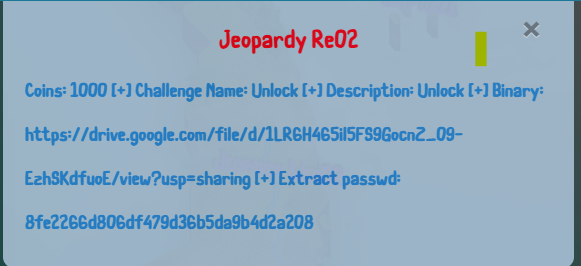 Jeopardy Re02
Coins: 1000 [+] Challenge Name: Unlock [+] Description: Unlock [+] Binary:
https://drive.google.com/file/d/1LR6H465il5FS9GocnZ_O9-
EzhSKdfuoE/view?usp=sharing [+] Extract passwd:
8fe2266d806df479d36b5da9b4d2a208